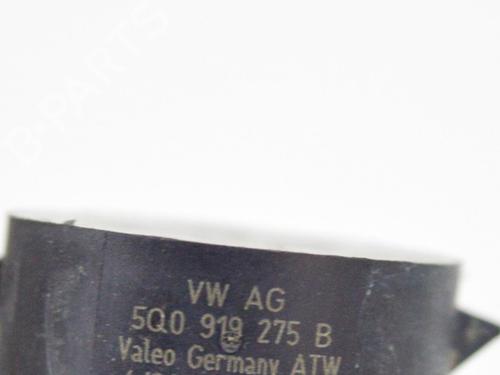 B-PARTS
VW AG
5Q0 919 275 B
Valeo Germany ATW